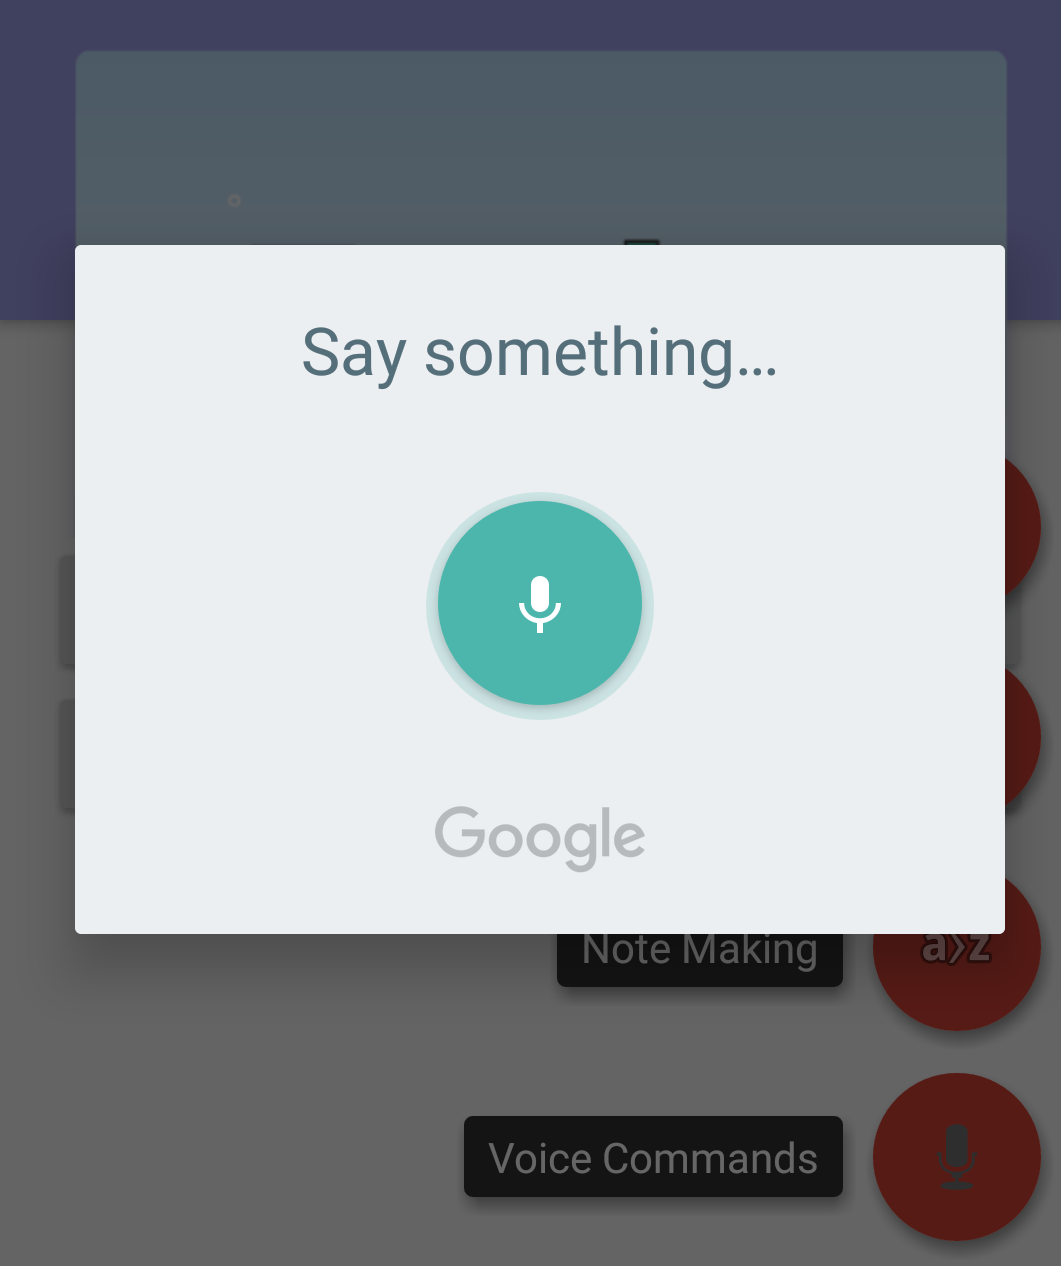 Say something…
Google
Note Making
a›z
Voice Commands